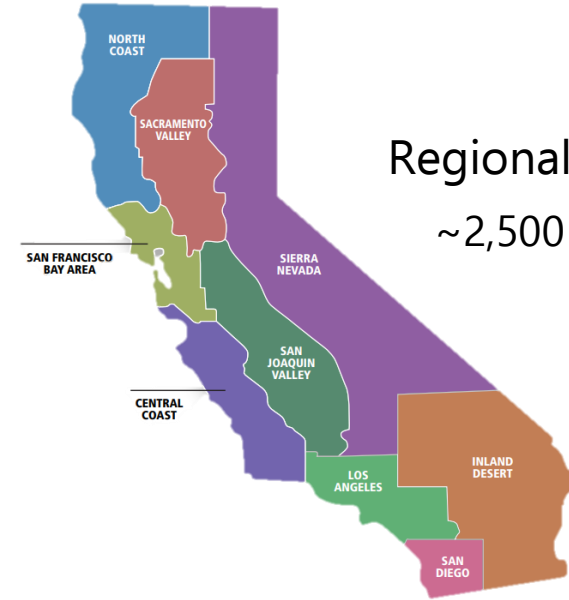 NORTH
COAST
SACRAMENTO
VALLEY
Regional
~2,500
SAN FRANCISCO
BAY AREA
SIERRA
NEVADA
SAN
JOAQUIN
VALLEY
CENTRAL
COAST
LOS
ANGELES
INLAND
DESERT
SAN
DIEGO